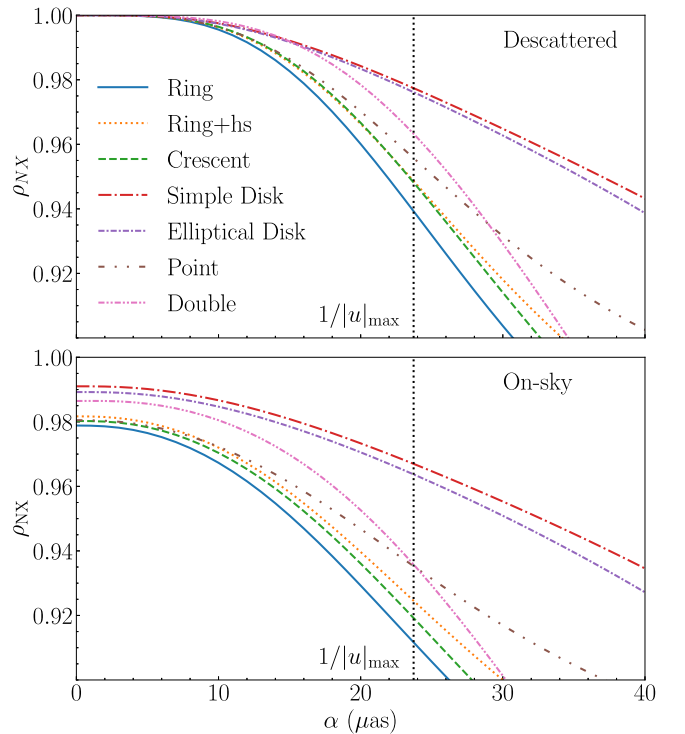 1.00
Descattered
0.98
Ring
Ring+hs
0.96
Crescent
ρNX
Simple Disk
0.94
Elliptical Disk
Point
0.92
Double
1/|u|max
1.00
On-sky
0.98
0.96
ρNX
0.94
0.92
1/|u|max
0 10 20 30 40
α (μas)